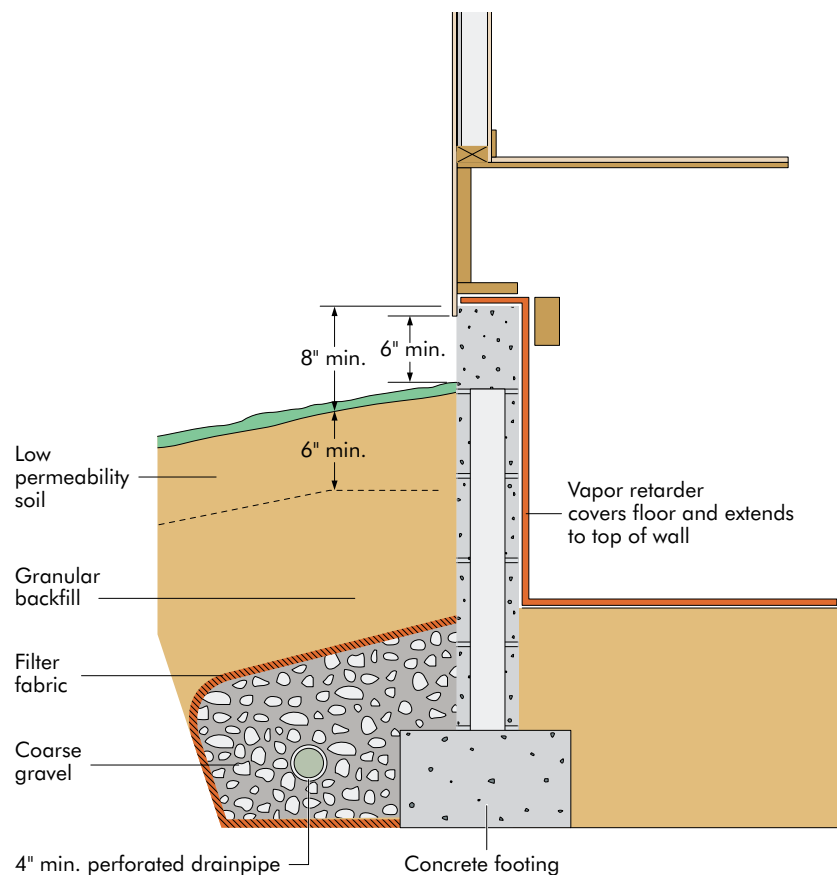 8" min.
6" min.
6" min.
Low
permeability
soil
Vapor retarder
covers floor and extends
to top of wall
Granular
backfill
Filter
fabric
Coarse
gravel
4" min. perforated drainpipe
Concrete footing